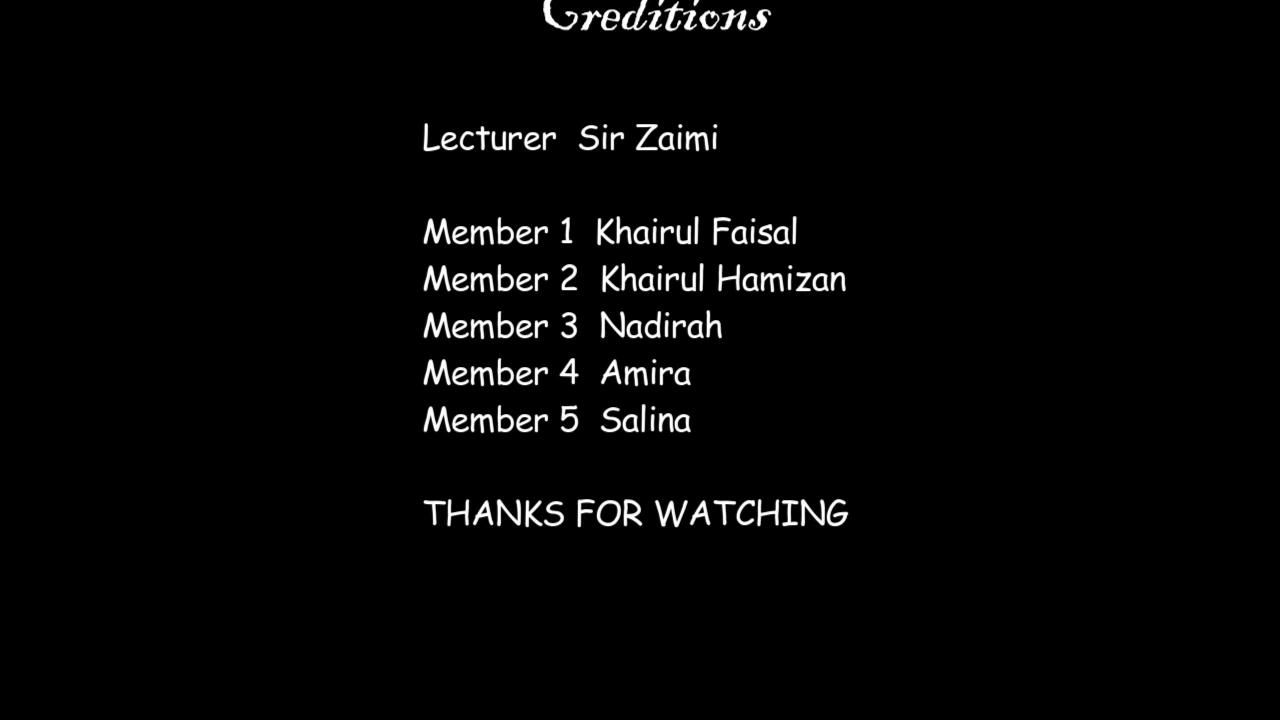 Creditions
Lecturer Sir Zaimi
Member 1 Khairul Faisal
Member 2 Khairul Hamizan
Member 3 Nadirah
Member 4 Amira
Member 5 Salina
THANKS FOR WATCHING